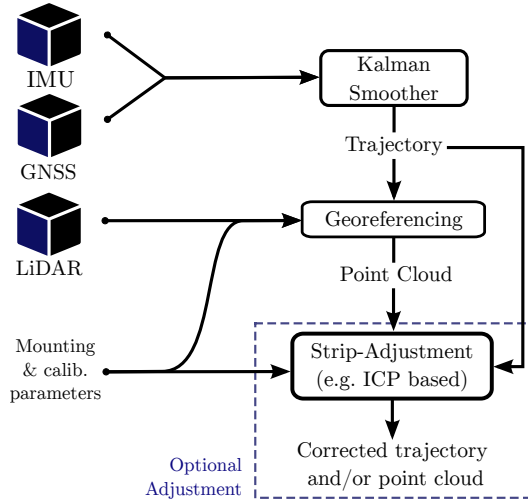 IMU
Kalman
Smoother
GNSS
Trajectory
LiDAR
Georeferencing
Point Cloud
Mounting
& calib.
parameters
Strip-Adjustment
(e.g. ICP based)
Optional
Adjustment
Corrected trajectory
and/or point cloud